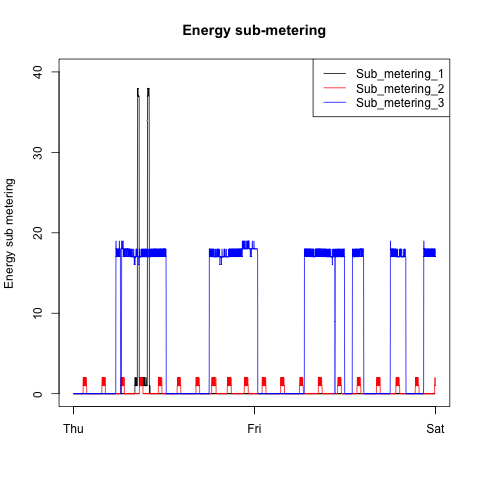 Energy sub-metering
Sub_metering_1
Sub_metering_2
Sub_metering_3
Energy sub metering
40
30
20
10
0
Thu Fri Sat